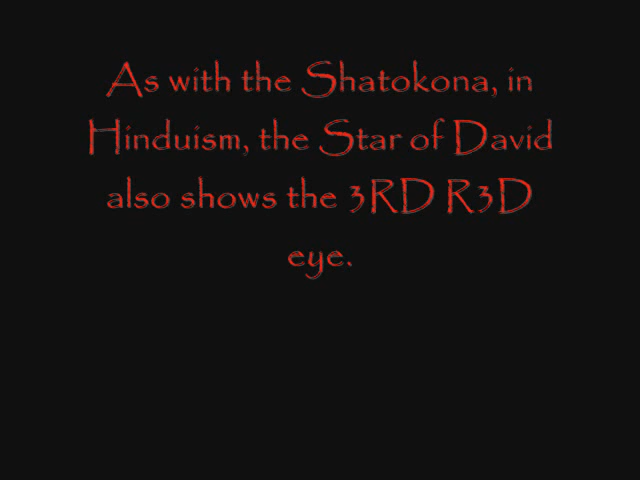 As with the Shatokona, in
Hinduism, the Star of David
also shows the 3RD R3D
eye.